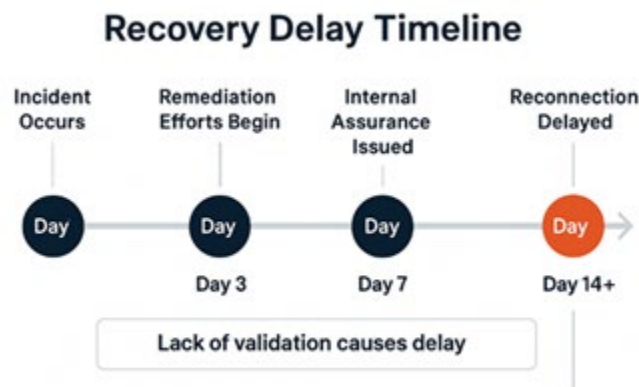 Recovery Delay Timeline
Incident
Occurs
Remediation
Efforts Begin
Internal
Assurance
Issued
Reconnection
Delayed
Day
Day
Day
Day
Day 3
Day 7
Day 14+
Lack of validation causes delay